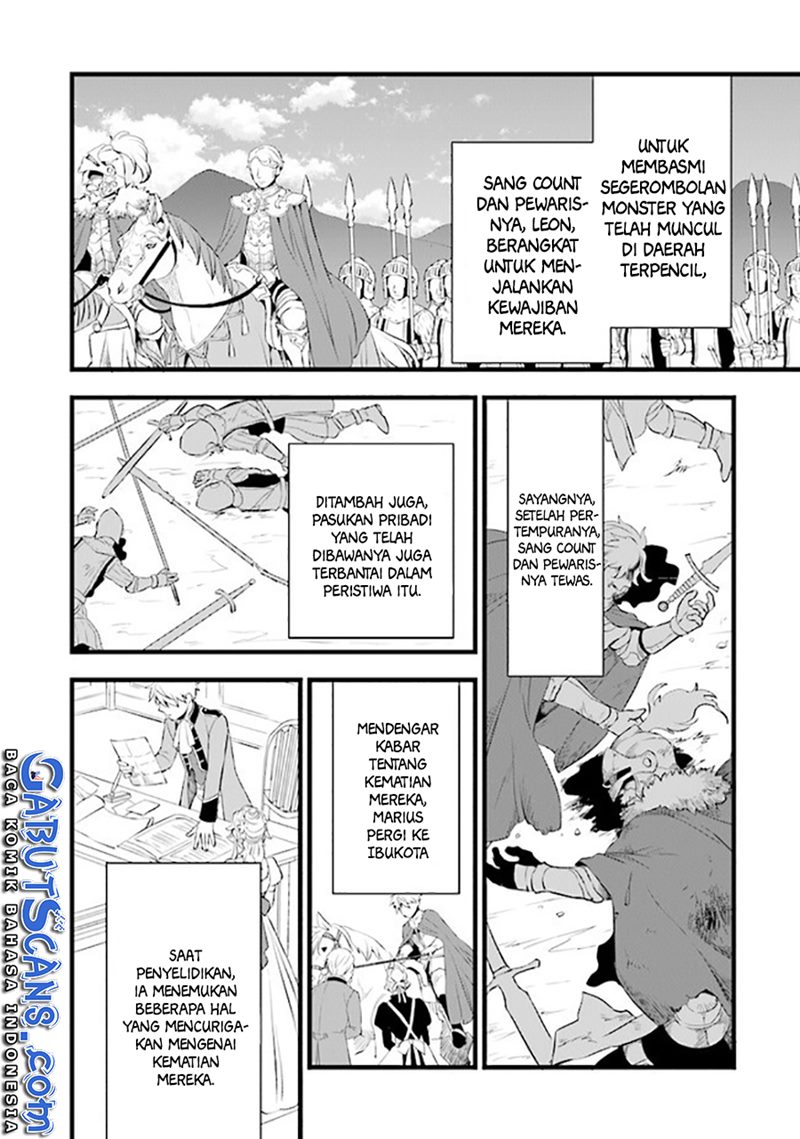 UNTUK
MEMBASMI
SEGEROMBOLAN
MONSTER YANG
TELAH MUNCUL
DI DAERAH
TERPENCIL,
SANG COUNT
DAN PEWARIS-
NYA, LEON,
BERANGKAT
UNTUK MEN-
JALANKAN
KEWAJIBAN
MEREKA.
SAYANGNYA,
SETELAH PER-
TEMPURANYA,
SANG COUNT
DAN PEWARIS-
NYA TEWAS.
DITAMBAH JUGA,
PASUKAN PRIBADI
YANG TELAH
DIBAWANYA JUGA
TERBANTAI DALAM
PERISTIWA ITU.
MENDENGAR
KABAR
TENTANG
KEMATIAN
MEREKA,
MARIUS
PERGI KE
IBUKOTA
SAAT
PENYELIDIKAN,
IA MENEMUKAN
BEBERAPA HAL
YANG MENCURIGA-
KAN MENGENAI
KEMATIAN
MEREKA.
GABUTSCANS.COM
BACA KOMIK BAHASA INDONESIA